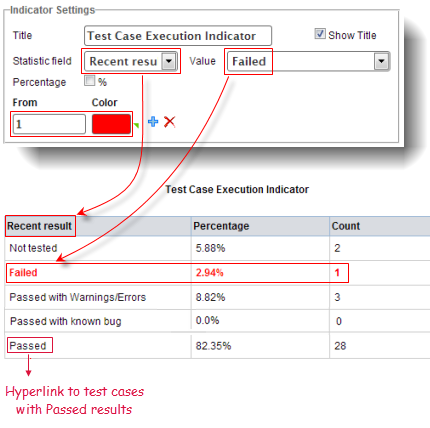 Indicator Settings
Title Test Case Execution Indicator Show Title
Statistic field Recent resu Value Failed
Percentage %
From Color
1
Test Case Execution Indicator
Recent result Percentage Count
Not tested 5.88% 2
Failed 2.94% 1
Passed with Warnings/Errors 8.82% 3
Passed with known bug 0.0% 0
Passed 82.35% 28
Hyperlink to test cases
with Passed results